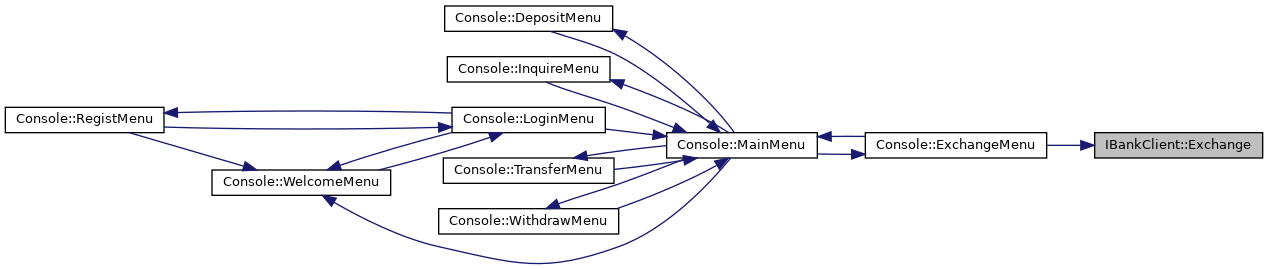 Console::DepositMenu
Console::InquireMenu
Console::RegistMenu
Console::LoginMenu
Console::MainMenu
Console::ExchangeMenu
IBankClient::Exchange
Console::TransferMenu
Console::WelcomeMenu
Console::WithdrawMenu